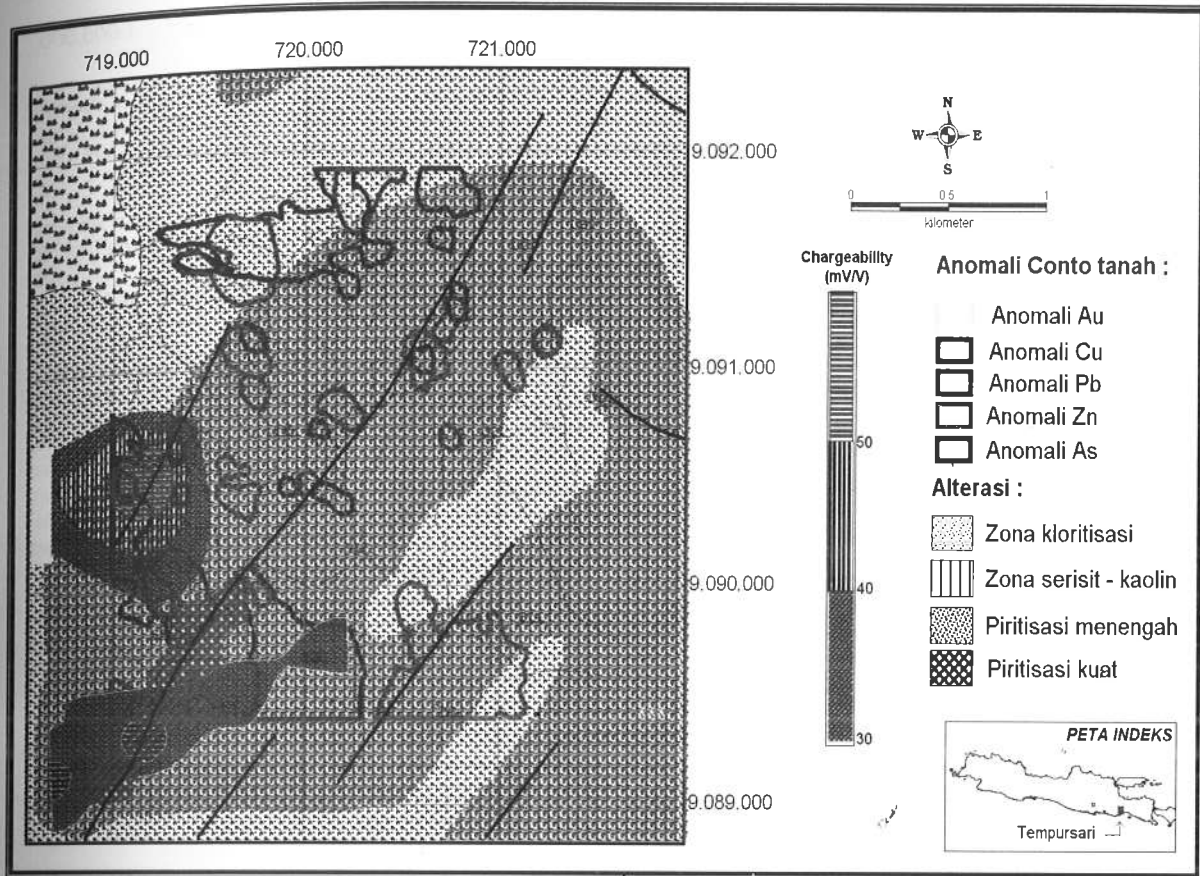 719.000
720,000
721.000
9.092.000
9.091.000
9.090,000
9.089,000
N
W
E
S
0
0 5
1
kilometer
Chargeability
(mV/V)
50
40
30
Anomali Conto tanah :
Anomali Au
Anomali Cu
Anomali Pb
Anomali Zn
Anomali As
Alterasi :
Zona kloritisasi
Zona serisit - kaolin
Piritisasi menengah
Piritisasi kuat
PETA INDEKS
Tempursari